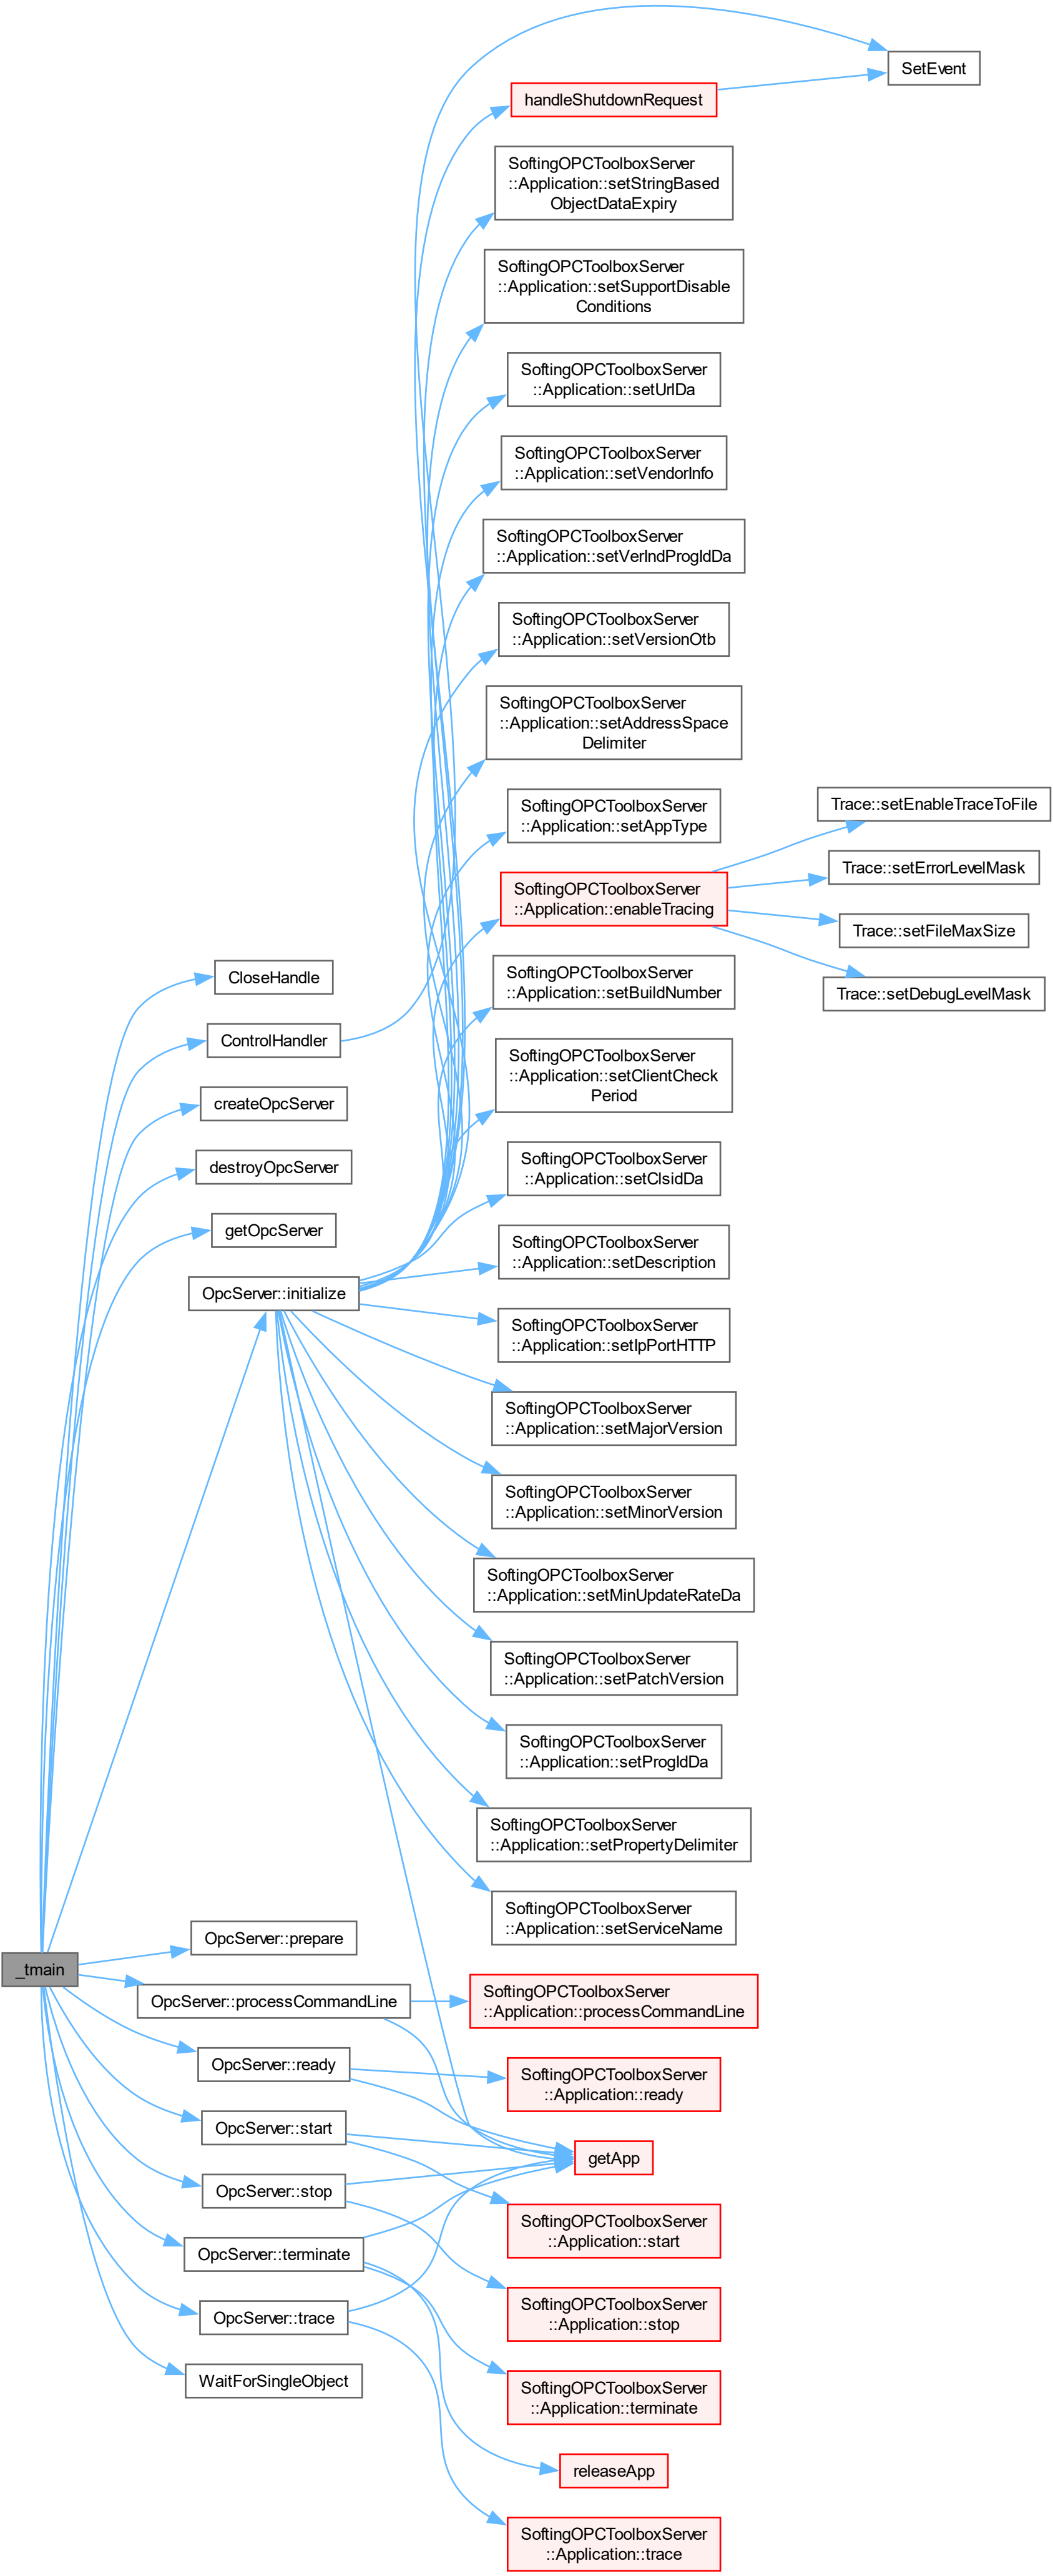 SetEvent
handleShutdownRequest
SoftingOPCToolboxServer
::Application::setStringBased
ObjectDataExpiry
SoftingOPCToolboxServer
::Application::setSupportDisable
Conditions
SoftingOPCToolboxServer
::Application::setUrlDa
SoftingOPCToolboxServer
::Application::setVendorInfo
SoftingOPCToolboxServer
::Application::setVerIndProgIdDa
SoftingOPCToolboxServer
::Application::setVersionOtb
SoftingOPCToolboxServer
::Application::setAddressSpace
Delimiter
SoftingOPCToolboxServer
::Application::setAppType
Trace::setEnableTraceToFile
Trace::setErrorLevelMask
SoftingOPCToolboxServer
::Application::enableTracing
Trace::setFileMaxSize
Trace::setDebugLevelMask
CloseHandle
SoftingOPCToolboxServer
::Application::setBuildNumber
ControlHandler
SoftingOPCToolboxServer
::Application::setClientCheck
Period
createOpcServer
destroyOpcServer
SoftingOPCToolboxServer
::Application::setClsidDa
getOpcServer
SoftingOPCToolboxServer
::Application::setDescription
OpcServer::initialize
SoftingOPCToolboxServer
::Application::setIpPortHTTP
SoftingOPCToolboxServer
::Application::setMajorVersion
SoftingOPCToolboxServer
::Application::setMinorVersion
SoftingOPCToolboxServer
::Application::setMinUpdateRateDa
SoftingOPCToolboxServer
::Application::setPatchVersion
SoftingOPCToolboxServer
::Application::setProgIdDa
SoftingOPCToolboxServer
::Application::setPropertyDelimiter
SoftingOPCToolboxServer
::Application::setServiceName
OpcServer::prepare
_tmain
OpcServer::processCommandLine
SoftingOPCToolboxServer
::Application::processCommandLine
OpcServer::ready
SoftingOPCToolboxServer
::Application::ready
OpcServer::start
getApp
OpcServer::stop
SoftingOPCToolboxServer
::Application::start
OpcServer::terminate
OpcServer::trace
SoftingOPCToolboxServer
::Application::stop
WaitForSingleObject
SoftingOPCToolboxServer
::Application::terminate
releaseApp
SoftingOPCToolboxServer
::Application::trace